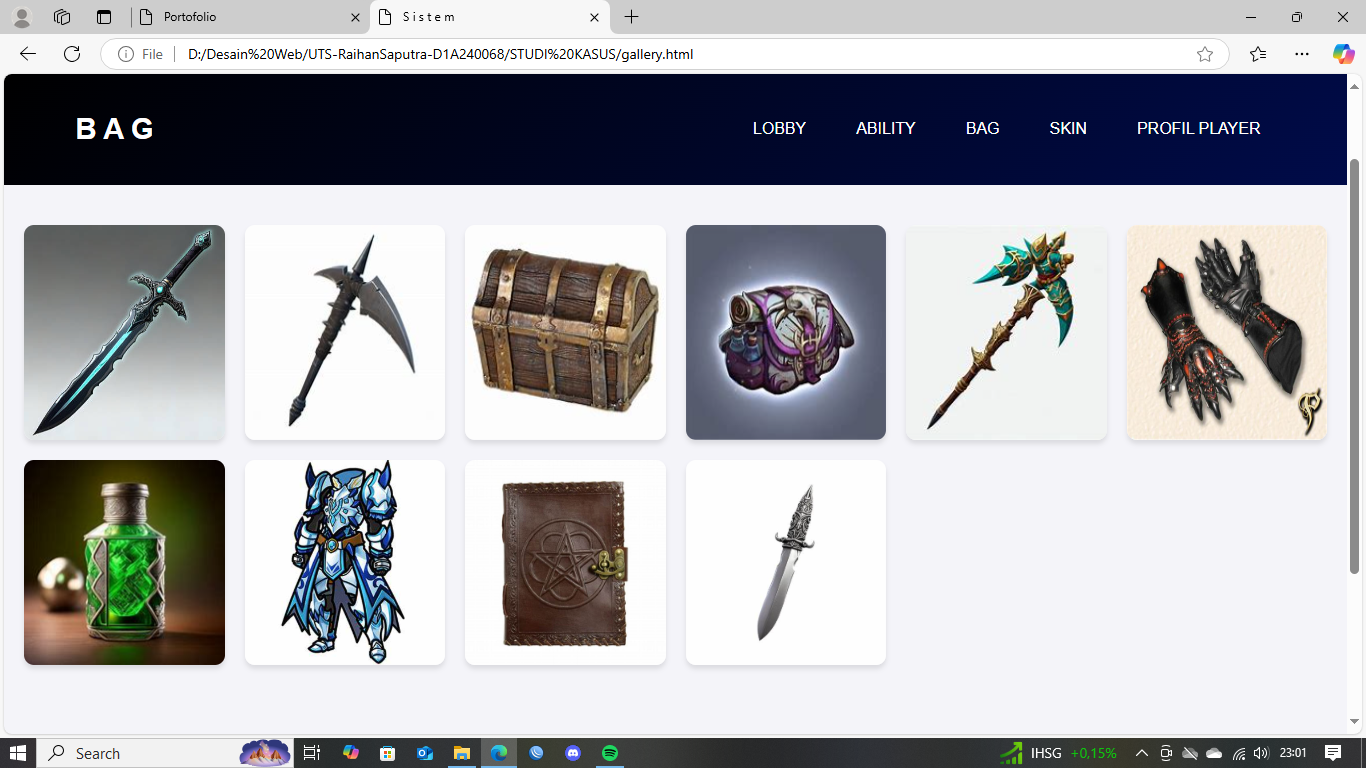 Portofolio
S i s t e m
File
D:/Desain%20Web/UTS-RaihanSaputra-D1A240068/STUDI%20KASUS/gallery.html
B A G
LOBBY
ABILITY
BAG
SKIN
PROFIL PLAYER
Search
IHSG +0,15%
23:01